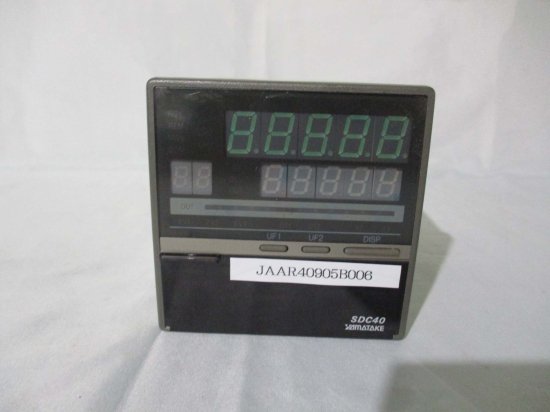 OUT
UF1 UF2 DISP
JAAR40905B006
SDC40
YAMATAKE